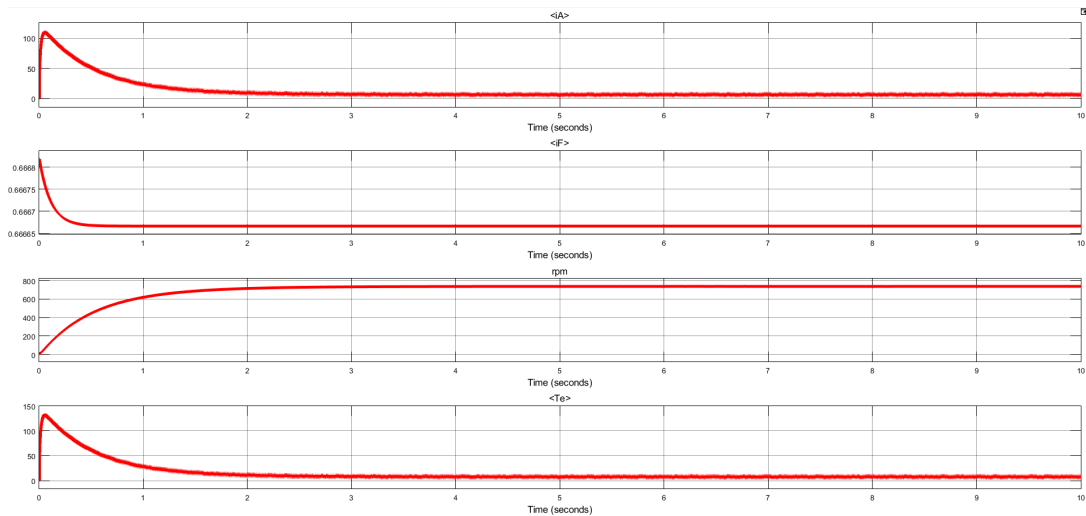 <iA>
100
50
0
0 1 2 3 4 5 6 7 8 9 10
Time (seconds)
<iF>
0.6668
0.66675
0.6667
0.66665
0 1 2 3 4 5 6 7 8 9 10
Time (seconds)
rpm
800
600
400
200
0
0 1 2 3 4 5 6 7 8 9 10
Time (seconds)
<Te>
150
100
50
0
0 1 2 3 4 5 6 7 8 9 10
Time (seconds)